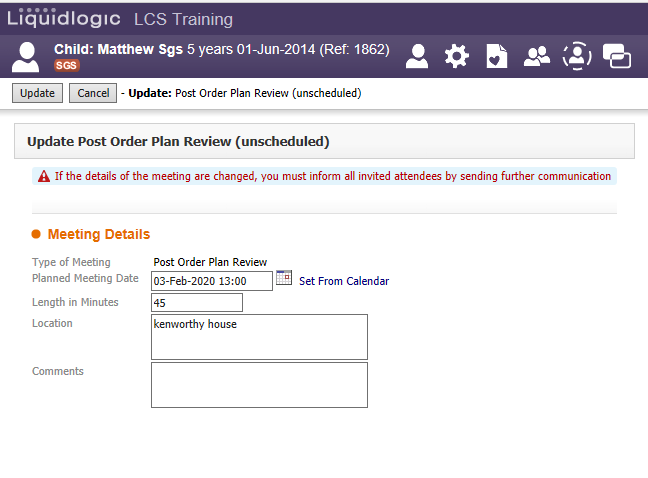 Liquidlogic LCS Training
Child: Matthew Sgs 5 years 01-Jun-2014 (Ref: 1862)
SGS
Update Cancel - Update: Post Order Plan Review (unscheduled)
Update Post Order Plan Review (unscheduled)
If the details of the meeting are changed, you must inform all invited attendees by sending further communication
Meeting Details
Type of Meeting Post Order Plan Review
Planned Meeting Date 03-Feb-2020 13:00 Set From Calendar
Length in Minutes 45
Location kenworthy house
Comments